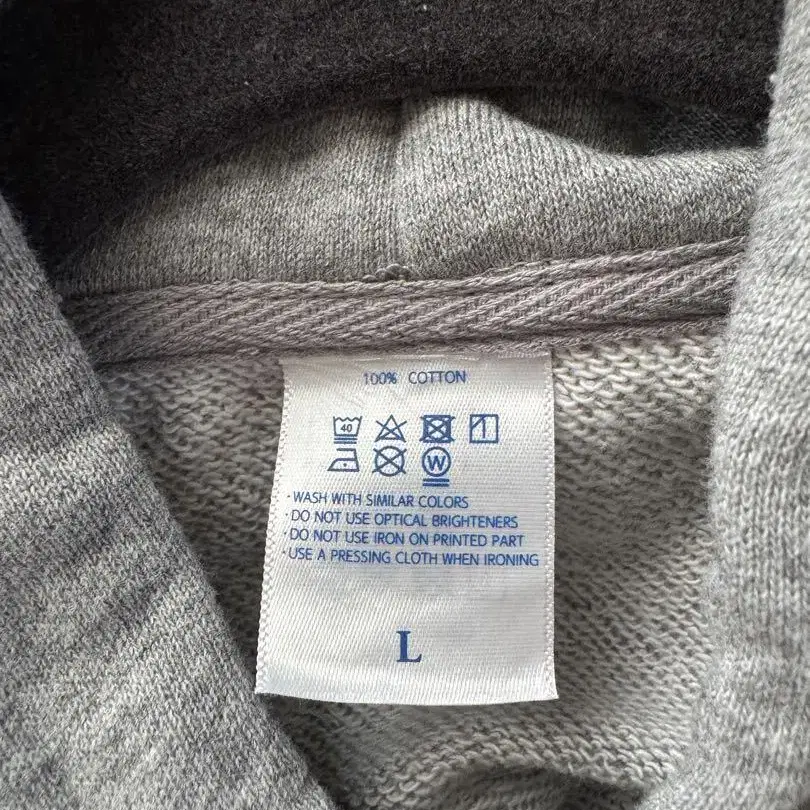 100% COTTON
40
W
· WASH WITH SIMILAR COLORS
· DO NOT USE OPTICAL BRIGHTENERS
· DO NOT USE IRON ON PRINTED PART
· USE A PRESSING CLOTH WHEN IRONING
L